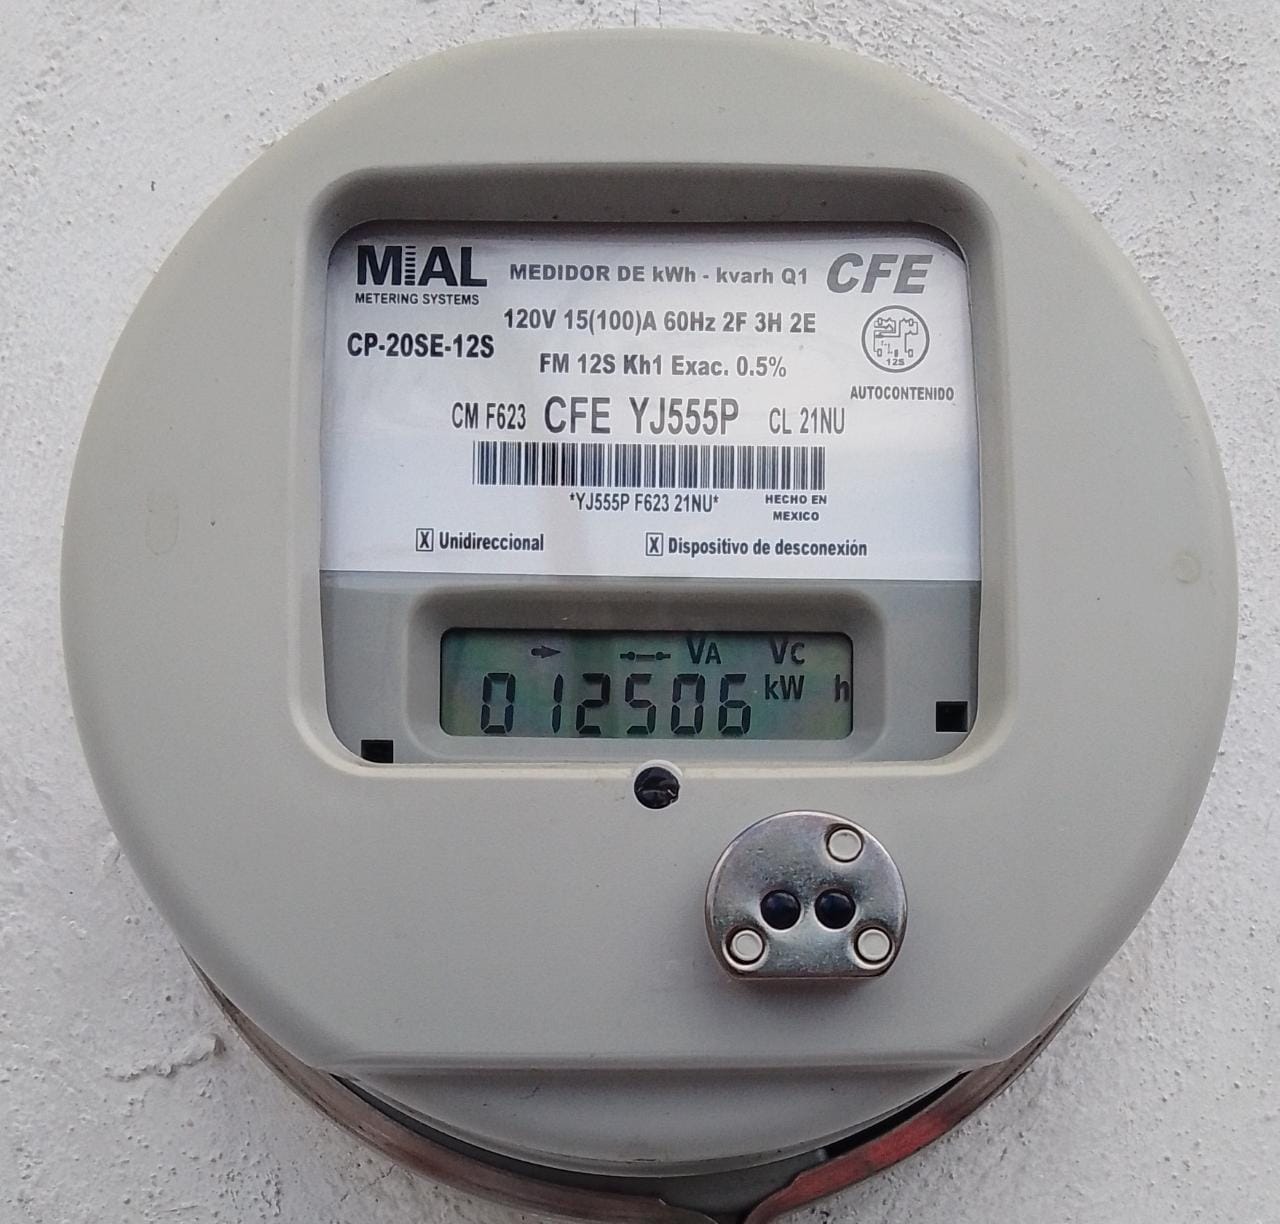 MIAL MEDIDOR DE kWh - kvarh Q1 CFE
METERING SYSTEMS
120V 15(100)A 60Hz 2F 3H 2E
CP-20SE-12S
FM 12S Kh1 Exac. 0.5%
12S
AUTOCONTENIDO
CM F623 CFE YJ555P CL 21NU
*YJ555P F623 21NU*
HECHO EN
MEXICO
X Unidireccional X Dispositivo de desconexión
VA VC
012506 kW h